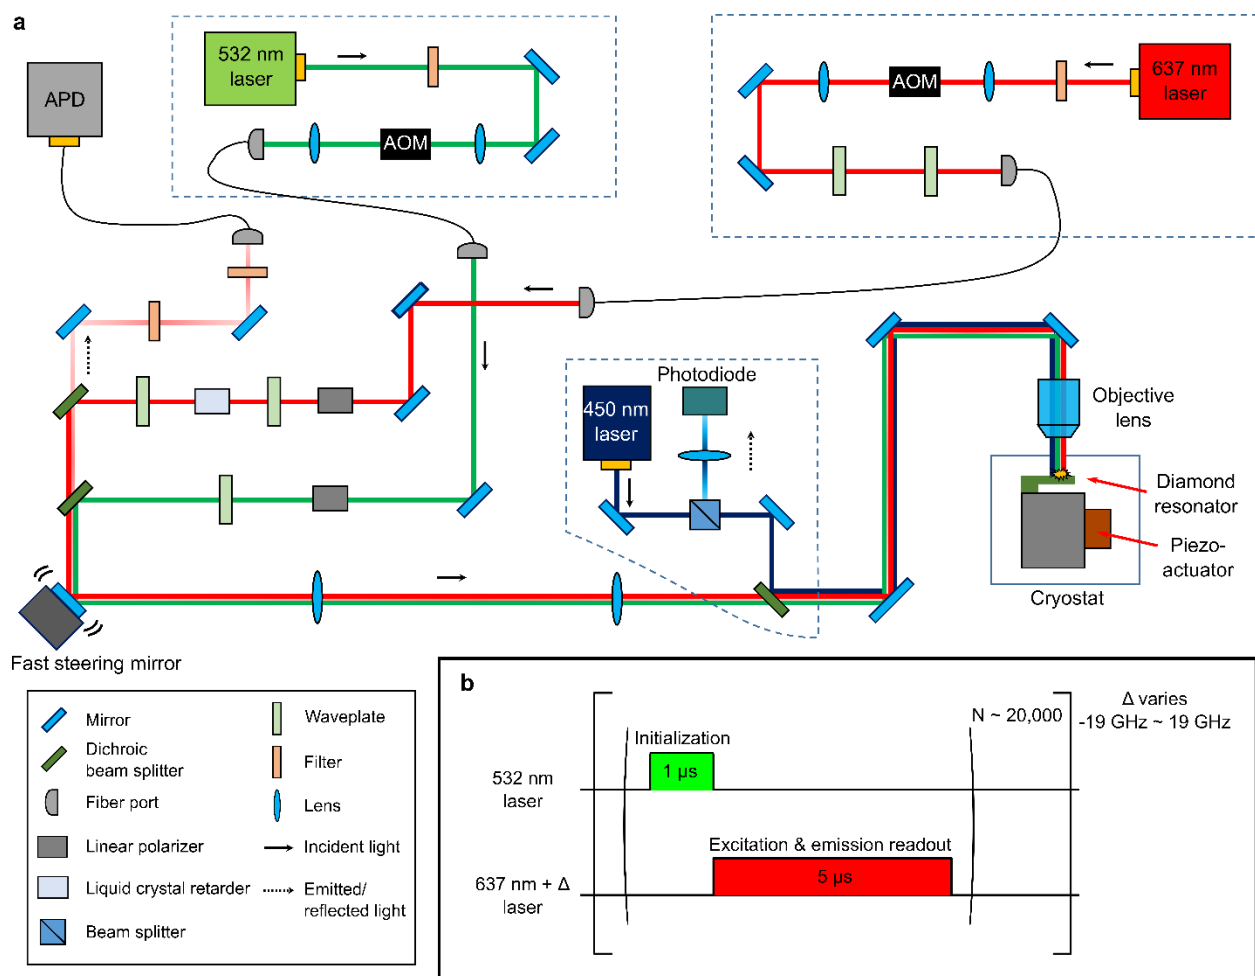 a
532 nm
laser
AOM
APD
637 nm
laser
AOM
Photodiode
450 nm
laser
Objective
lens
Diamond
resonator
Piezo-
actuator
Cryostat
Fast steering mirror
Mirror
Dichroic
beam splitter
Fiber port
Linear polarizer
Liquid crystal retarder
Beam splitter
Waveplate
Filter
Lens
Incident light
Emitted/
reflected light
b
N ~ 20,000
Δ varies
-19 GHz ~ 19 GHz
Initialization
1 µs
532 nm
laser
Excitation & emission readout
5 µs
637 nm + Δ
laser